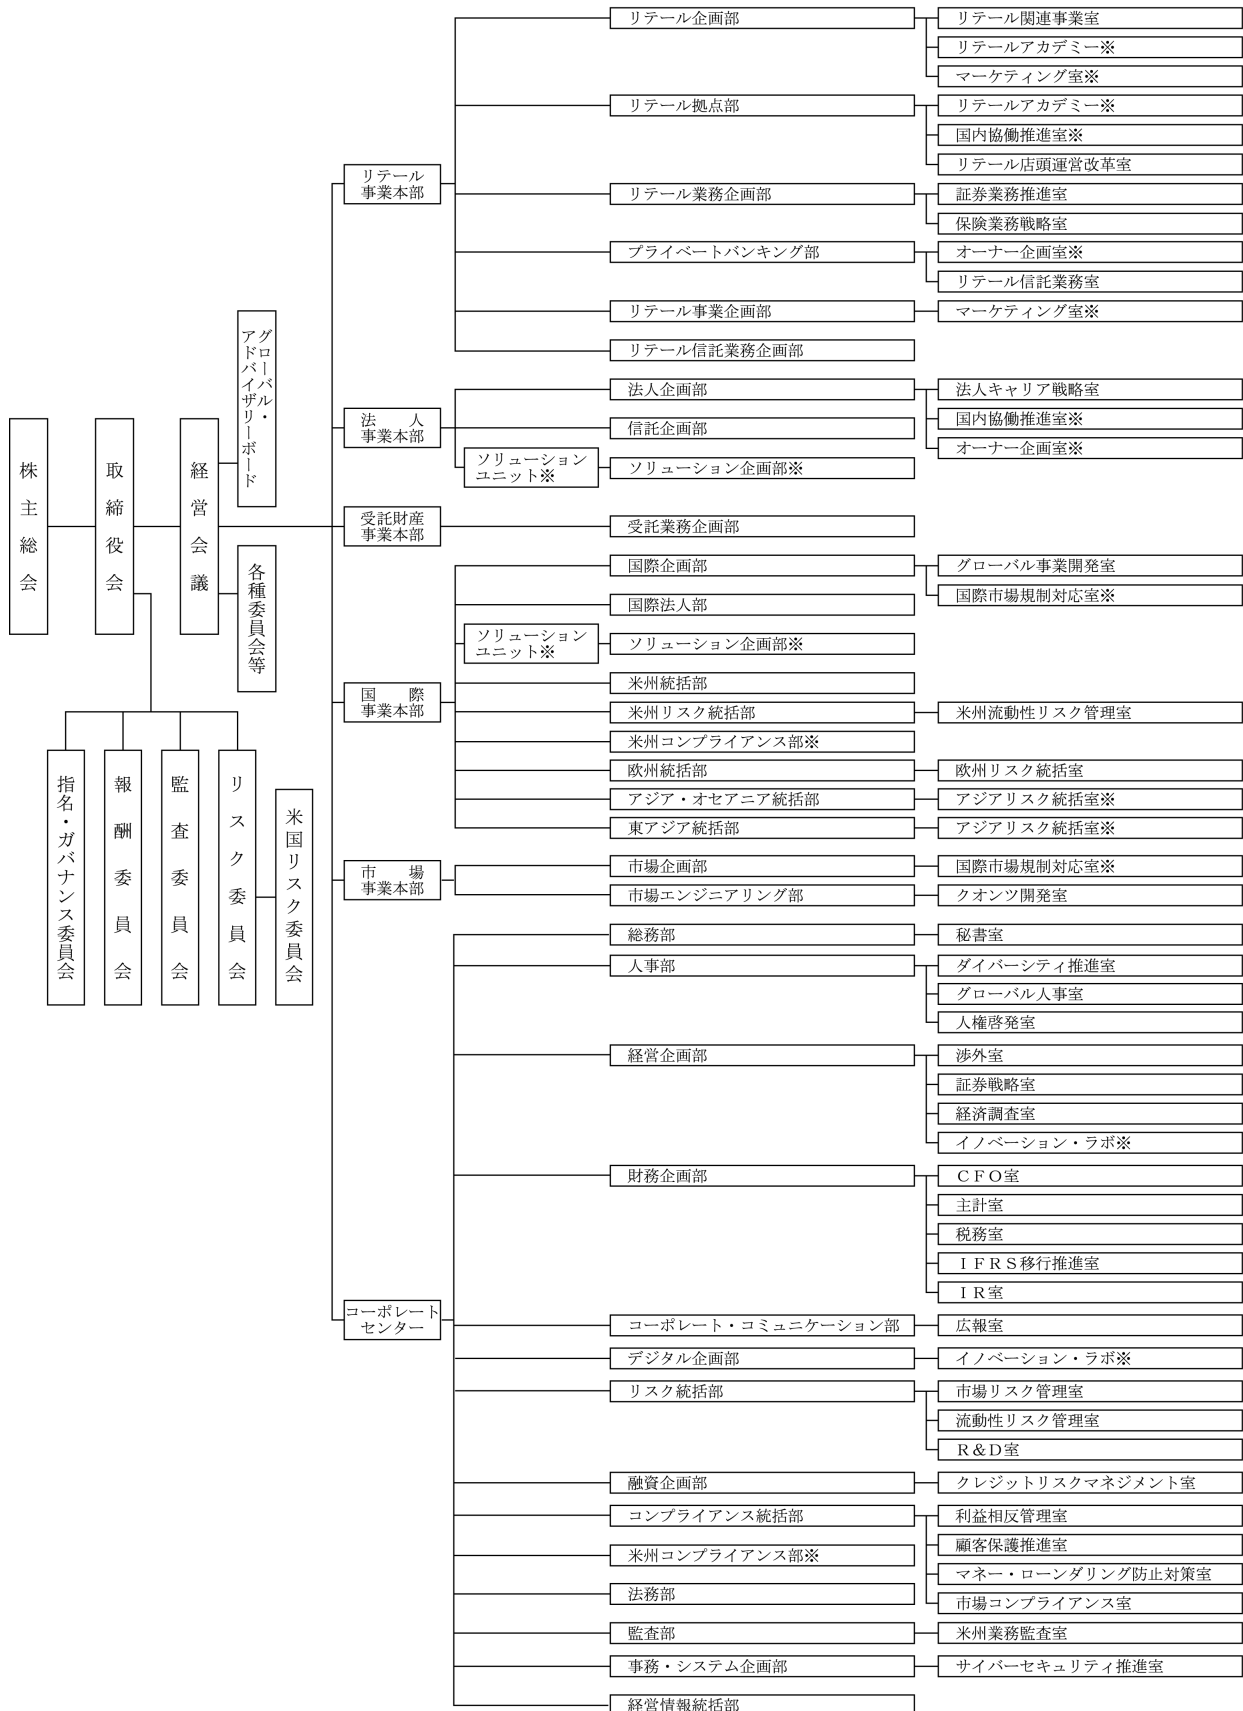 株主総会
取締役会
経営会議
グローバル・
アドバイザリーボード
各種委員会等
指名・ガバナンス委員会
報酬委員会
監査委員会
リスク委員会
米国リスク委員会
リテール
事業本部
リテール企画部
リテール関連事業室
リテールアカデミー※
マーケティング室※
リテール拠点部
リテールアカデミー※
国内協働推進室※
リテール店頭運営改革室
リテール業務企画部
証券業務推進室
保険業務戦略室
プライベートバンキング部
オーナー企画室※
リテール信託業務室
リテール事業企画部
マーケティング室※
リテール信託業務企画部
法人
事業本部
法人企画部
法人キャリア戦略室
国内協働推進室※
オーナー企画室※
信託企画部
ソリューション
ユニット※
ソリューション企画部※
受託財産
事業本部
受託業務企画部
国際
事業本部
国際企画部
グローバル事業開発室
国際市場規制対応室※
国際法人部
ソリューション
ユニット※
ソリューション企画部※
米州統括部
米州リスク統括部
米州流動性リスク管理室
米州コンプライアンス部※
欧州統括部
欧州リスク統括室
アジア・オセアニア統括部
アジアリスク統括室※
東アジア統括部
アジアリスク統括室※
市場
事業本部
市場企画部
国際市場規制対応室※
市場エンジニアリング部
クオンツ開発室
コーポレート
センター
総務部
秘書室
人事部
ダイバーシティ推進室
グローバル人事室
人権啓発室
経営企画部
渉外室
証券戦略室
経済調査室
イノベーション・ラボ※
財務企画部
ＣＦＯ室
主計室
税務室
ＩＦＲＳ移行推進室
ＩＲ室
コーポレート・コミュニケーション部
広報室
デジタル企画部
イノベーション・ラボ※
リスク統括部
市場リスク管理室
流動性リスク管理室
Ｒ＆Ｄ室
融資企画部
クレジットリスクマネジメント室
コンプライアンス統括部
利益相反管理室
顧客保護推進室
マネー・ローンダリング防止対策室
市場コンプライアンス室
米州コンプライアンス部※
法務部
監査部
米州業務監査室
事務・システム企画部
サイバーセキュリティ推進室
経営情報統括部